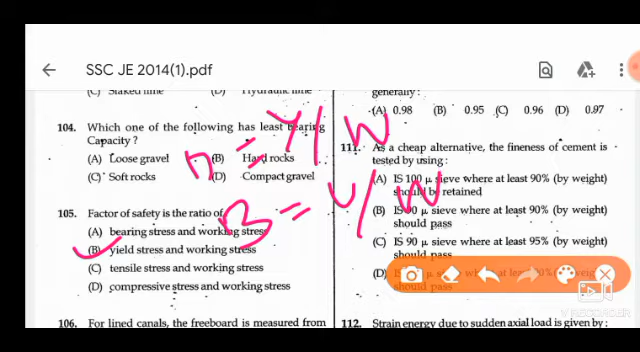 SSC JE 2014(1).pdf
(C) Slaked lime (D) Hydraulic lime
104. Which one of the following has least bearing
Capacity?
(A) Loose gravel (B) Hard rocks
(C) Soft rocks (D) Compact gravel
105. Factor of safety is the ratio of
(A) bearing stress and working stress
(B) yield stress and working stress
(C) tensile stress and working stress
(D) compressive stress and working stress
106. For lined canals, the freeboard is measured from
= Y/W
B = Y/W
generally :
(A) 0.98 (B) 0.95 (C) 0.96 (D) 0.97
111. As a cheap alternative, the fineness of cement is
tested by using :
(A) IS 100 μ sieve where at least 90% (by weight)
should be retained
(B) IS 90 μ sieve where at least 90% (by weight)
should pass
(C) IS 90 μ sieve where at least 95% (by weight)
should pass
(D) (by weight)
should pass
112. Strain energy due to sudden axial load is given by :
V RECORDER